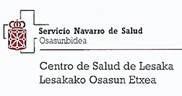 Servicio Navarro de Salud
Osasunbidea
Centro de Salud de Lesaka
Lesakako Osasun Etxea